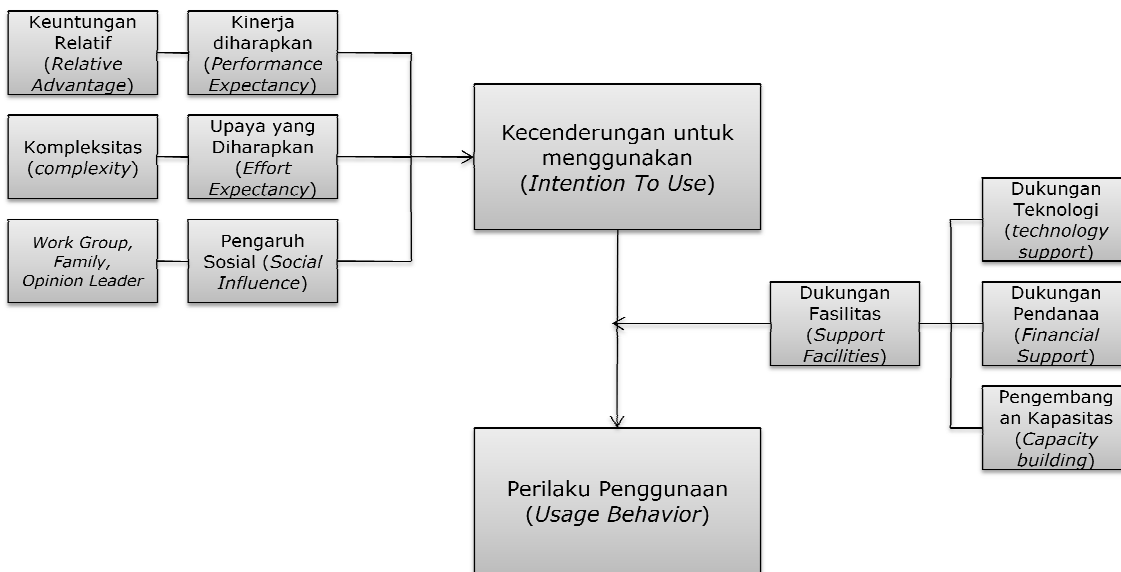 Keuntungan
Relatif
(Relative
Advantage)
Kinerja
diharapkan
(Performance
Expectancy)
Kompleksitas
(complexity)
Upaya yang
Diharapkan
(Effort
Expectancy)
Work Group,
Family,
Opinion Leader
Pengaruh
Sosial (Social
Influence)
Kecenderungan untuk
menggunakan
(Intention To Use)
Dukungan
Fasilitas
(Support
Facilities)
Dukungan
Teknologi
(technology
support)
Dukungan
Pendanaa
(Financial
Support)
Pengembang
an Kapasitas
(Capacity
building)
Perilaku Penggunaan
(Usage Behavior)